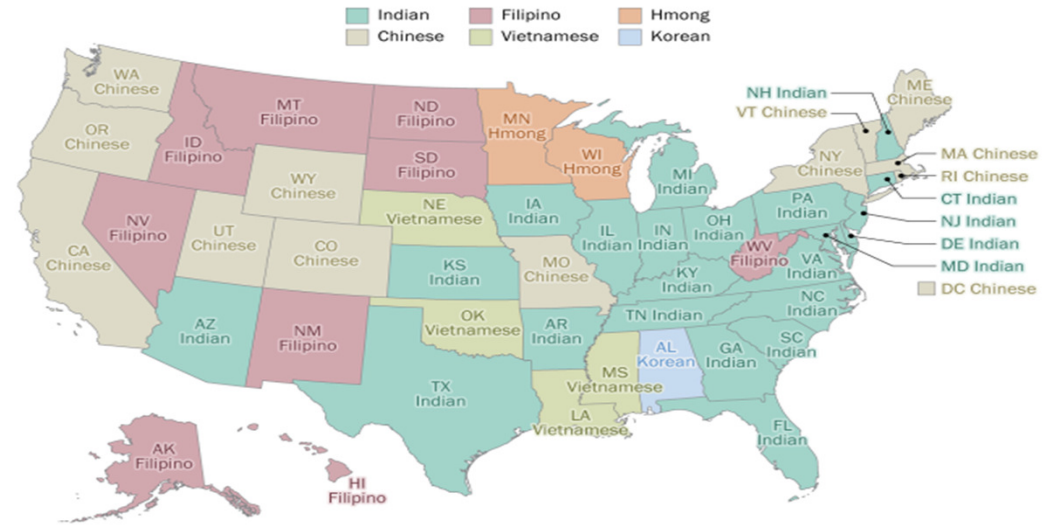 Indian Filipino Hmong
Chinese Vietnamese Korean
WA
Chinese
OR
Chinese
CA
Chinese
ID
Filipino
NV
Filipino
MT
Filipino
WY
Chinese
UT
Chinese
CO
Chinese
AZ
Indian
NM
Filipino
ND
Filipino
SD
Filipino
NE
Vietnamese
KS
Indian
OK
Vietnamese
TX
Indian
MN
Hmong
IA
Indian
MO
Chinese
AR
Indian
LA
Vietnamese
WI
Hmong
IL
Indian
MI
Indian
IN
Indian
OH
Indian
KY
Indian
TN Indian
MS
Vietnamese
AL
Korean
GA
Indian
FL
Indian
SC
Indian
NC
Indian
VA
Indian
WV
Filipino
PA
Indian
NY
Chinese
ME
Chinese
NH Indian
VT Chinese
MA Chinese
RI Chinese
CT Indian
NJ Indian
DE Indian
MD Indian
DC Chinese
AK
Filipino
HI
Filipino